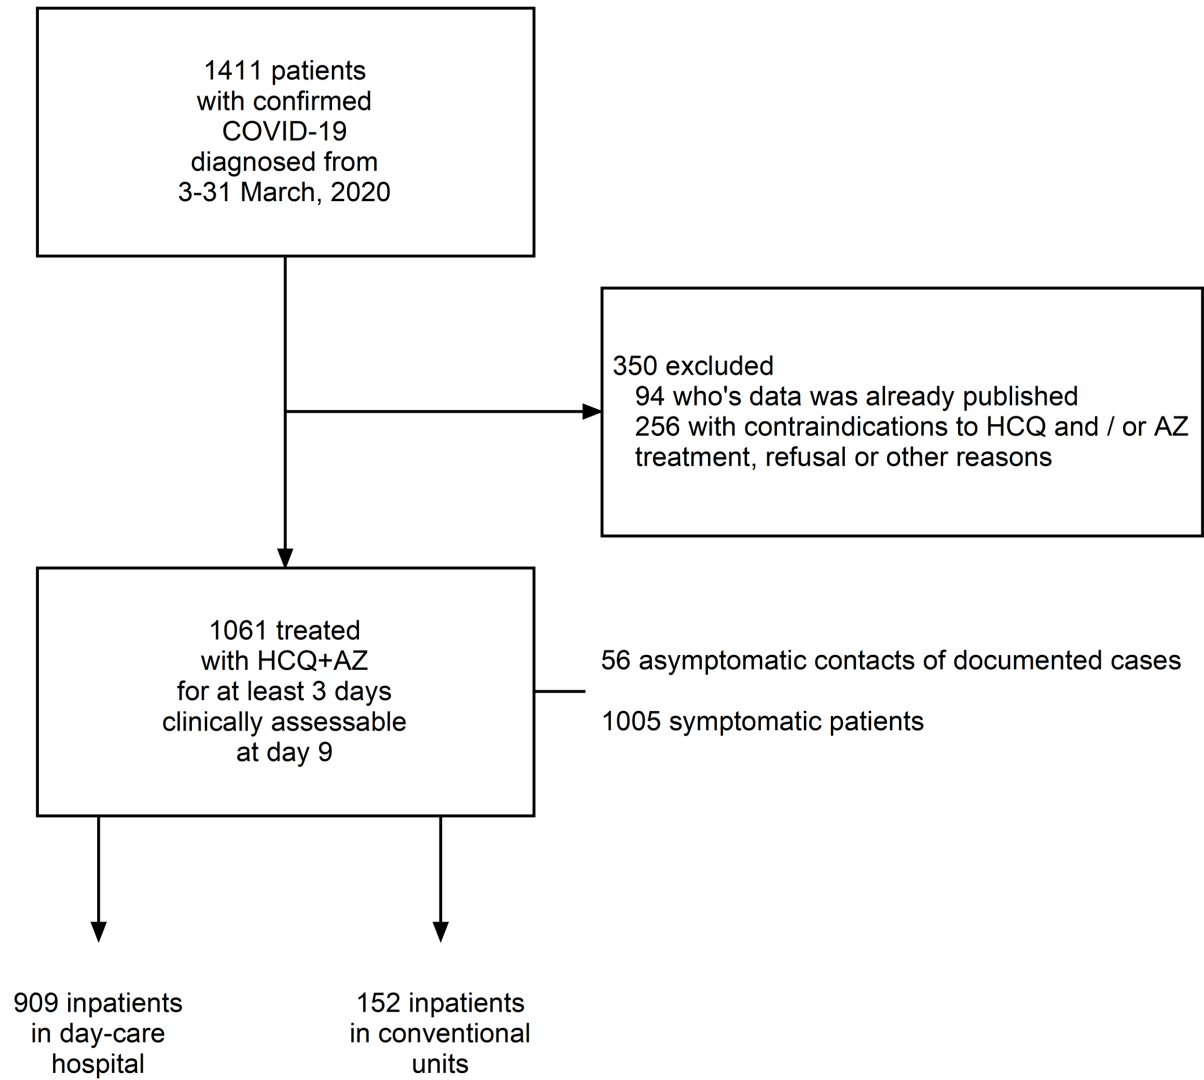 1411 patients
with confirmed
COVID-19
diagnosed from
3-31 March, 2020
350 excluded
94 who's data was already published
256 with contraindications to HCQ and / or AZ
treatment, refusal or other reasons
1061 treated
with HCQ+AZ
for at least 3 days
clinically assessable
at day 9
56 asymptomatic contacts of documented cases
1005 symptomatic patients
909 inpatients
in day-care
hospital
152 inpatients
in conventional
units